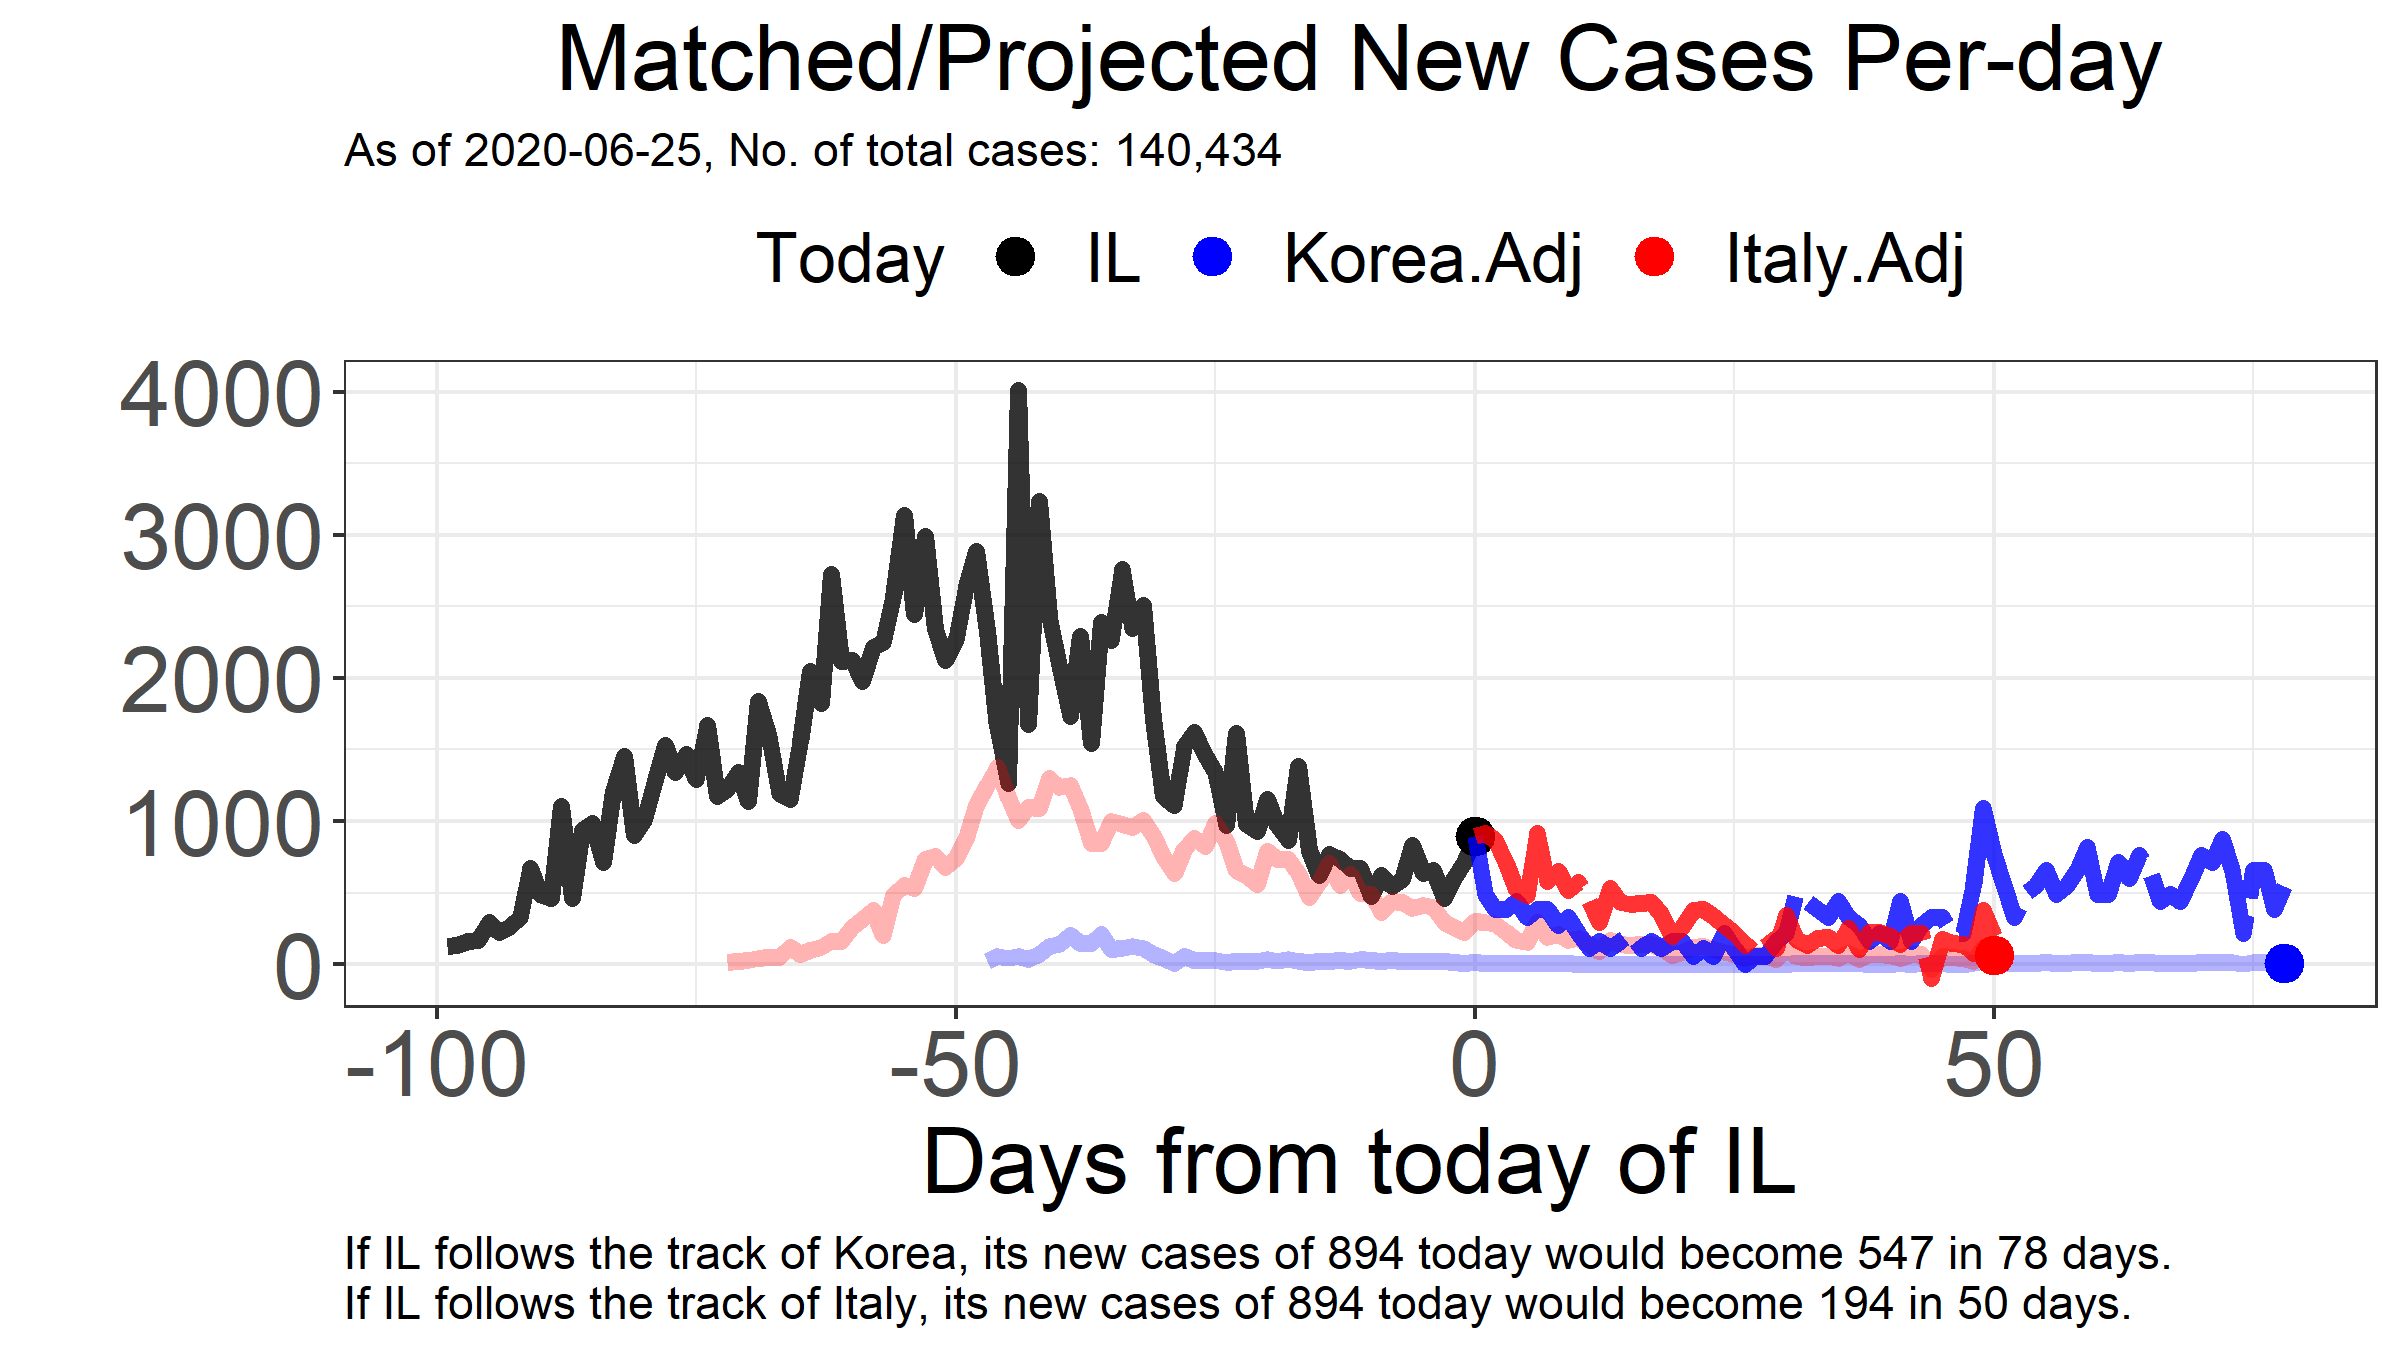 Matched/Projected New Cases Per-day
As of 2020-06-25, No. of total cases: 140,434
Today IL Korea.Adj Italy.Adj
4000
3000
2000
1000
0
-100 -50 0 50
Days from today of IL
If IL follows the track of Korea, its new cases of 894 today would become 547 in 78 days.
If IL follows the track of Italy, its new cases of 894 today would become 194 in 50 days.